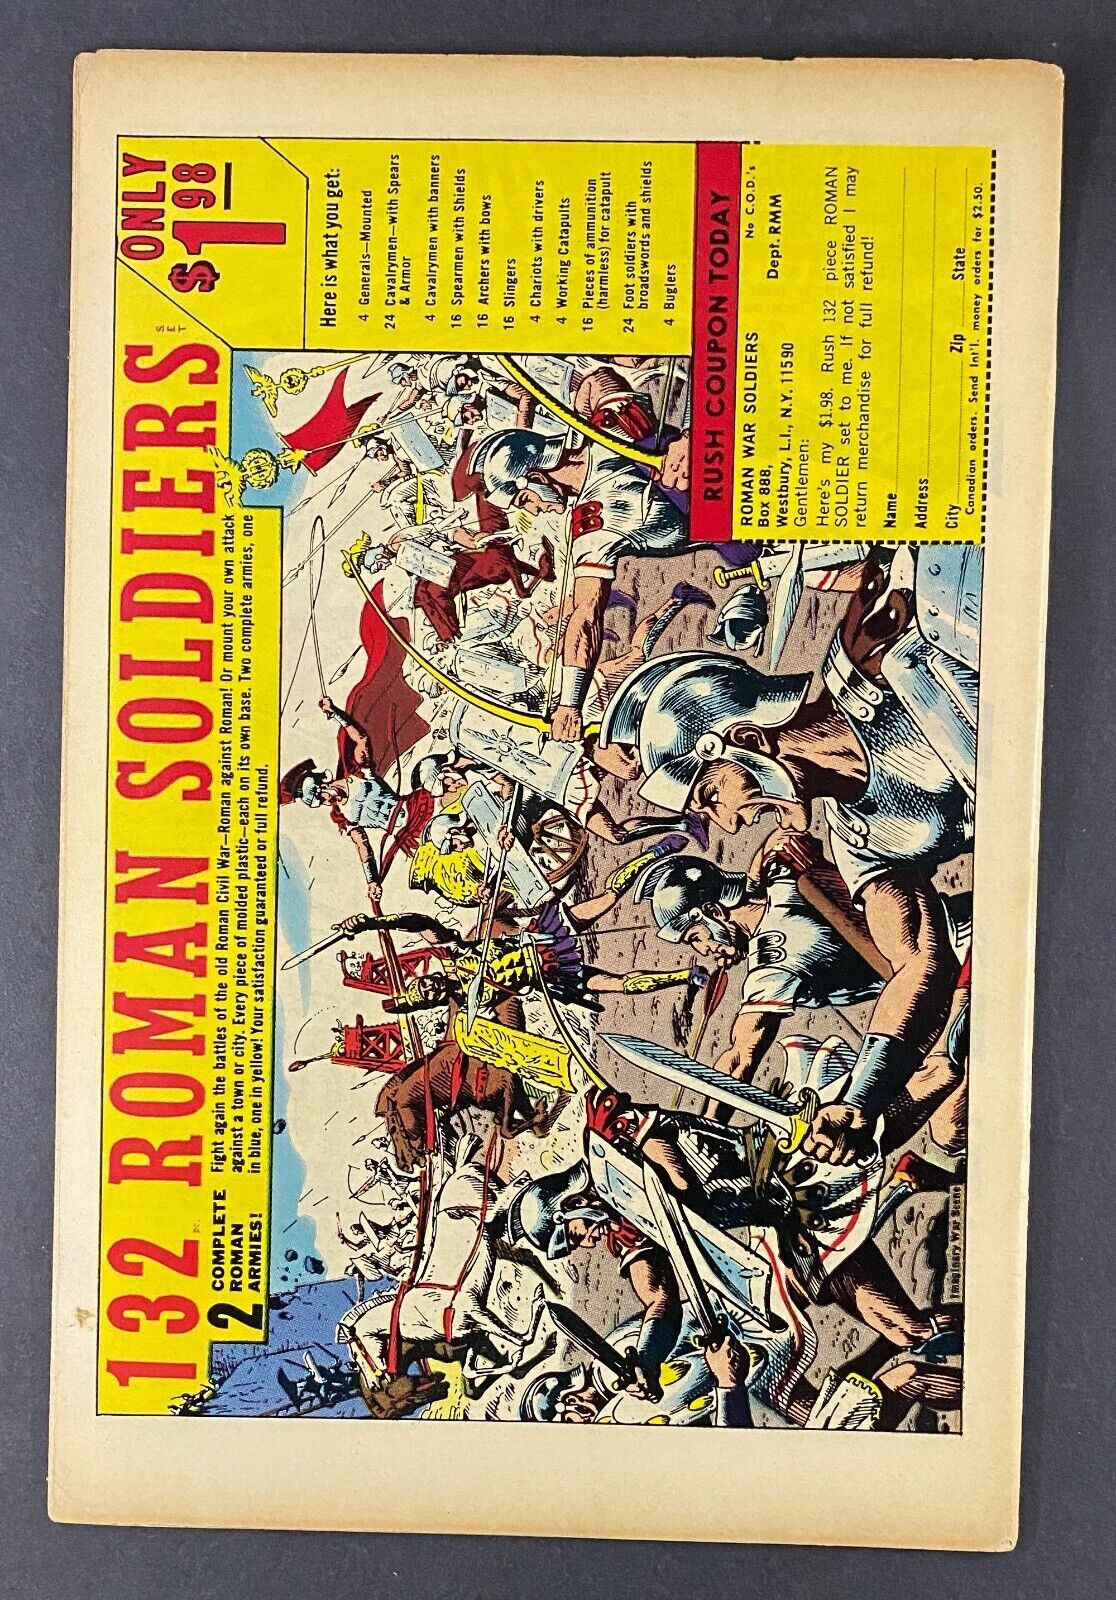 132 pc. ROMAN SOLDIERS SET
ONLY
$1 98
2 COMPLETE
ROMAN
ARMIES!
Fight again the battles of the old Roman Civil War—Roman against Roman! Or mount your own attack
against a town or city. Every piece of molded plastic—each on its own base. Two complete armies, one
in blue, one in yellow! Your satisfaction guaranteed or full refund.
Here is what you get:
4 Generals—Mounted
24 Cavalrymen—with Spears
& Armor
4 Cavalrymen with banners
16 Spearmen with Shields
16 Archers with bows
16 Slingers
4 Chariots with drivers
4 Working Catapults
16 Pieces of ammunition
(harmless) for catapult
24 Foot soldiers with
broadswords and shields
4 Buglers
RUSH COUPON TODAY
ROMAN WAR SOLDIERS No C.O.D.'s
Box 888,
Westbury, L.I., N.Y. 11590 Dept. RMM
Gentlemen:
Here's my $1.98. Rush 132 piece ROMAN
SOLDIER set to me. If not satisfied I may
return merchandise for full refund!
Name
Address
City Zip State
Canadian orders. Send Int'l. money orders for $2.50.
Imaginary War Scene